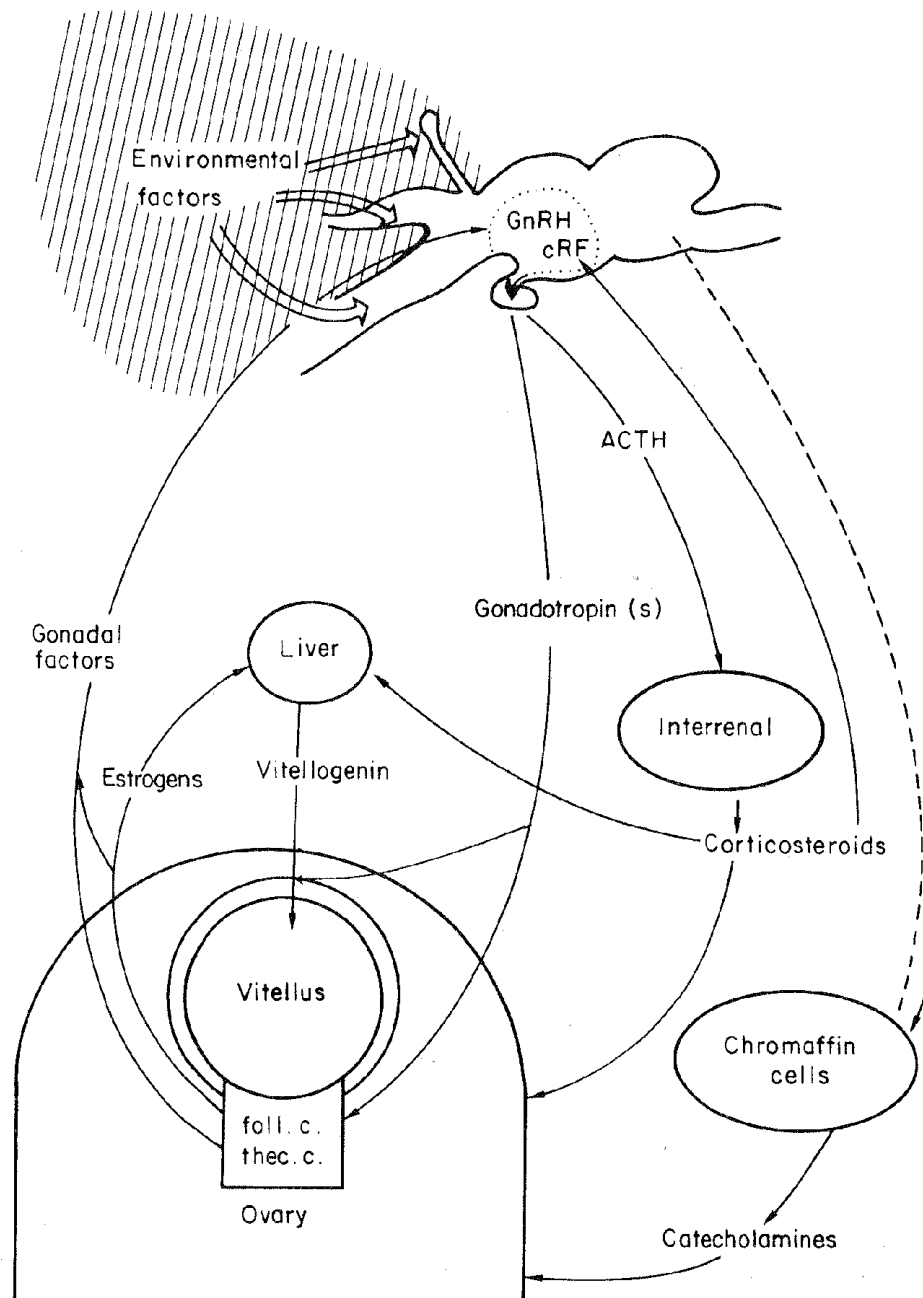 Environmental
factors
GnRH
cRF
ACTH
Gonadotropin (s)
Gonadal
factors
Liver
Interrenal
Estrogens
Vitellogenin
Corticosteroids
Vitellus
Chromaffin
cells
foll. c.
thec. c.
Ovary
Catecholamines